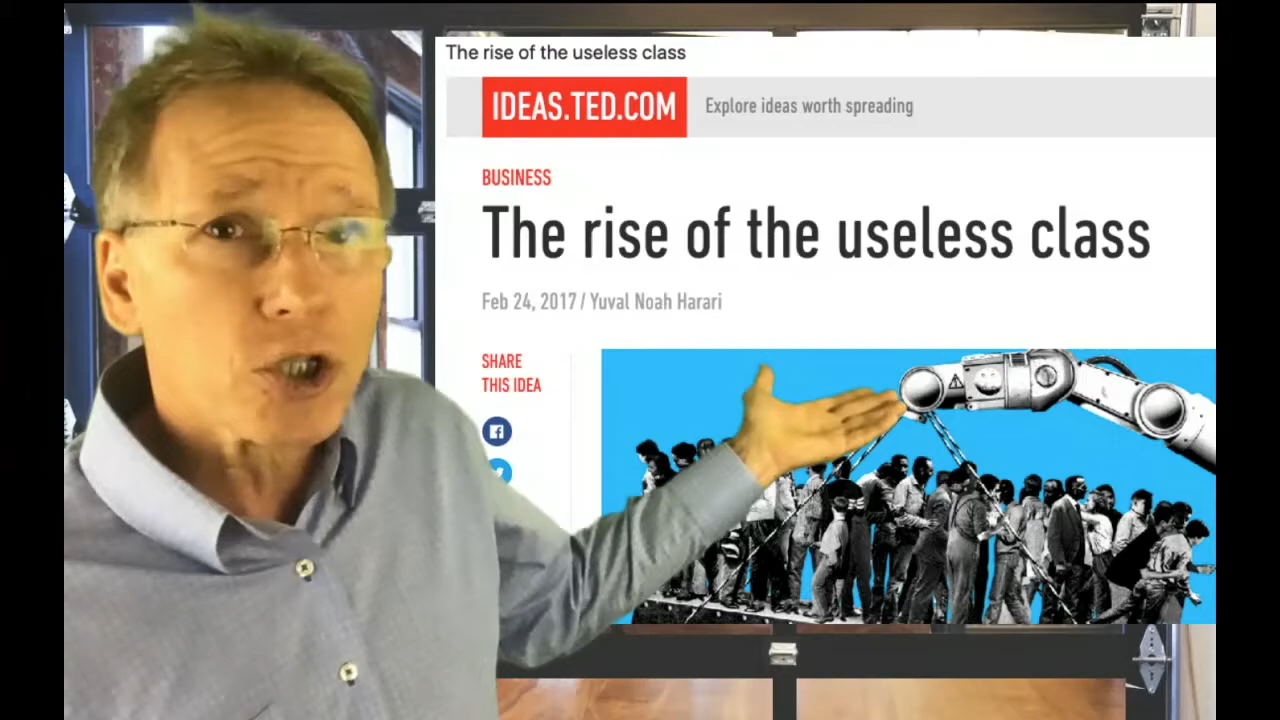 The rise of the useless class
IDEAS.TED.COM
Explore ideas worth spreading
BUSINESS
The rise of the useless class
Feb 24, 2017 / Yuval Noah Harari
SHARE
THIS IDEA